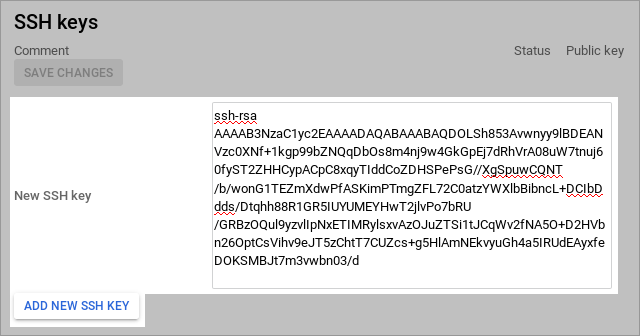 SSH keys
Comment Status Public key
SAVE CHANGES
New SSH key
ssh-rsa
AAAAB3NzaC1yc2EAAAADAQABAAABAQDOLSh853Avwnyy9lBDEAN
Vzc0XNf+1kgp99bZNQqDbOs8m4nj9w4GkGpEj7dRhVrA08uW7tnuj6
0fyST2ZHHCypACpC8xqyTIddCoZDHSPePsG//XgSpuwCQNT
/b/wonG1TEZmXdwPfASKimPTmgZFL72C0atzYWXlbBibncL+DCIbD
dds/Dtqhh88R1GR5IUYUMEYHwT2jlvPo7bRU
/GRBzOQul9yzvlIpNxETIMRylsxvAzOJuZTSi1tJCqWv2fNA5O+D2HVb
n26OptCsVihv9eJT5zChtT7CUZcs+g5HlAmNEkvyuGh4a5IRUdEAyxfe
DOKSMBJt7m3vwbn03/d
ADD NEW SSH KEY